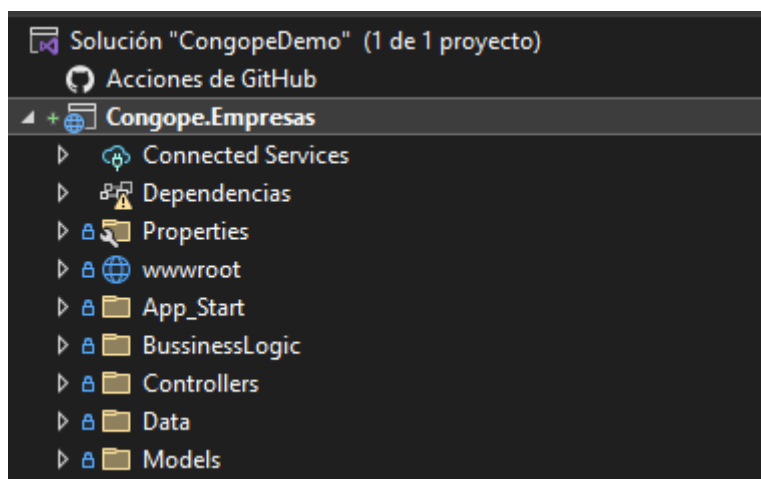 Solución "CongopeDemo" (1 de 1 proyecto)
Acciones de GitHub
Congope.Empresas
Connected Services
Dependencias
Properties
wwwroot
App_Start
BussinessLogic
Controllers
Data
Models